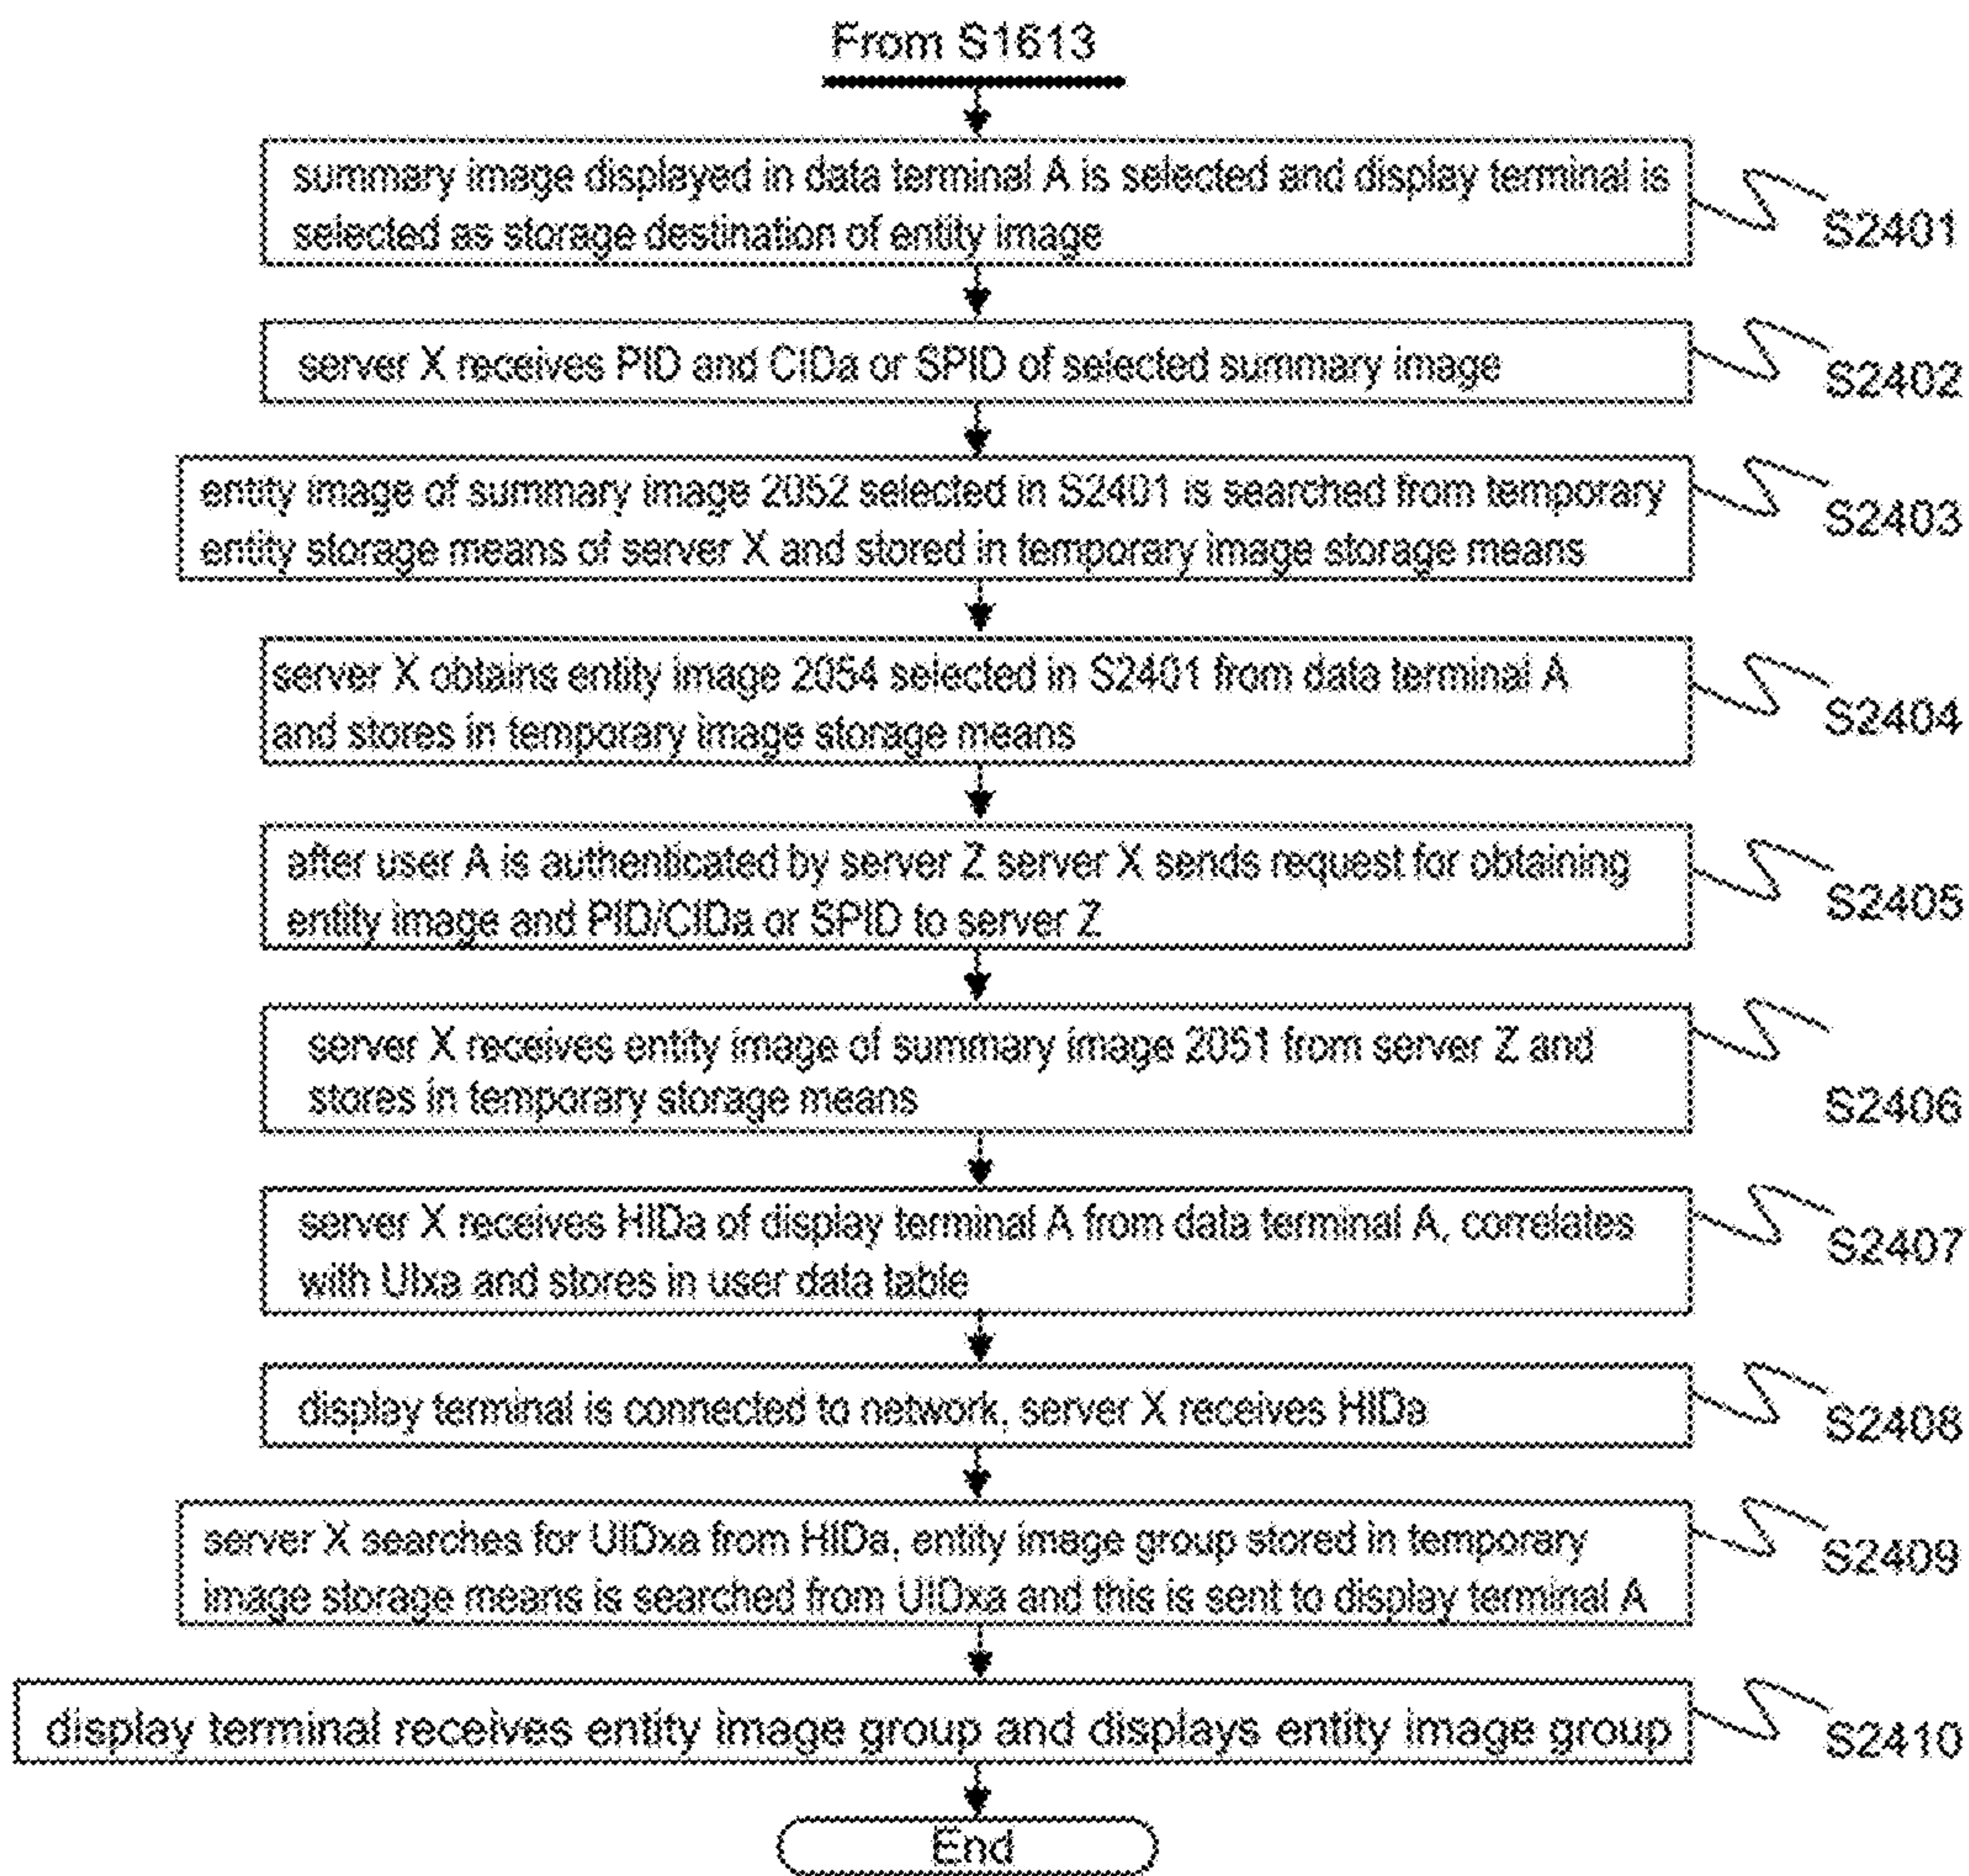 From S1613
summary image displayed in data terminal A is selected and display terminal is
selected as storage destination of entity image
S2401
server X receives PID and CIDa or SPID of selected summary image
S2402
entity image of summary image 2052 selected in S2401 is searched from temporary
entity storage means of server X and stored in temporary image storage means
S2403
server X obtains entity image 2054 selected in S2401 from data terminal A
and stores in temporary image storage means
S2404
after user A is authenticated by server Z server X sends request for obtaining
entity image and PID/CIDa or SPID to server Z
S2405
server X receives entity image of summary image 2051 from server Z and
stores in temporary storage means
S2406
server X receives HIDa of display terminal A from data terminal A, correlates
with UIxa and stores in user data table
S2407
display terminal is connected to network, server X receives HIDa
S2408
server X searches for UIDxa from HIDa, entity image group stored in temporary
image storage means is searched from UIDxa and this is sent to display terminal A
S2409
display terminal receives entity image group and displays entity image group
S2410
End